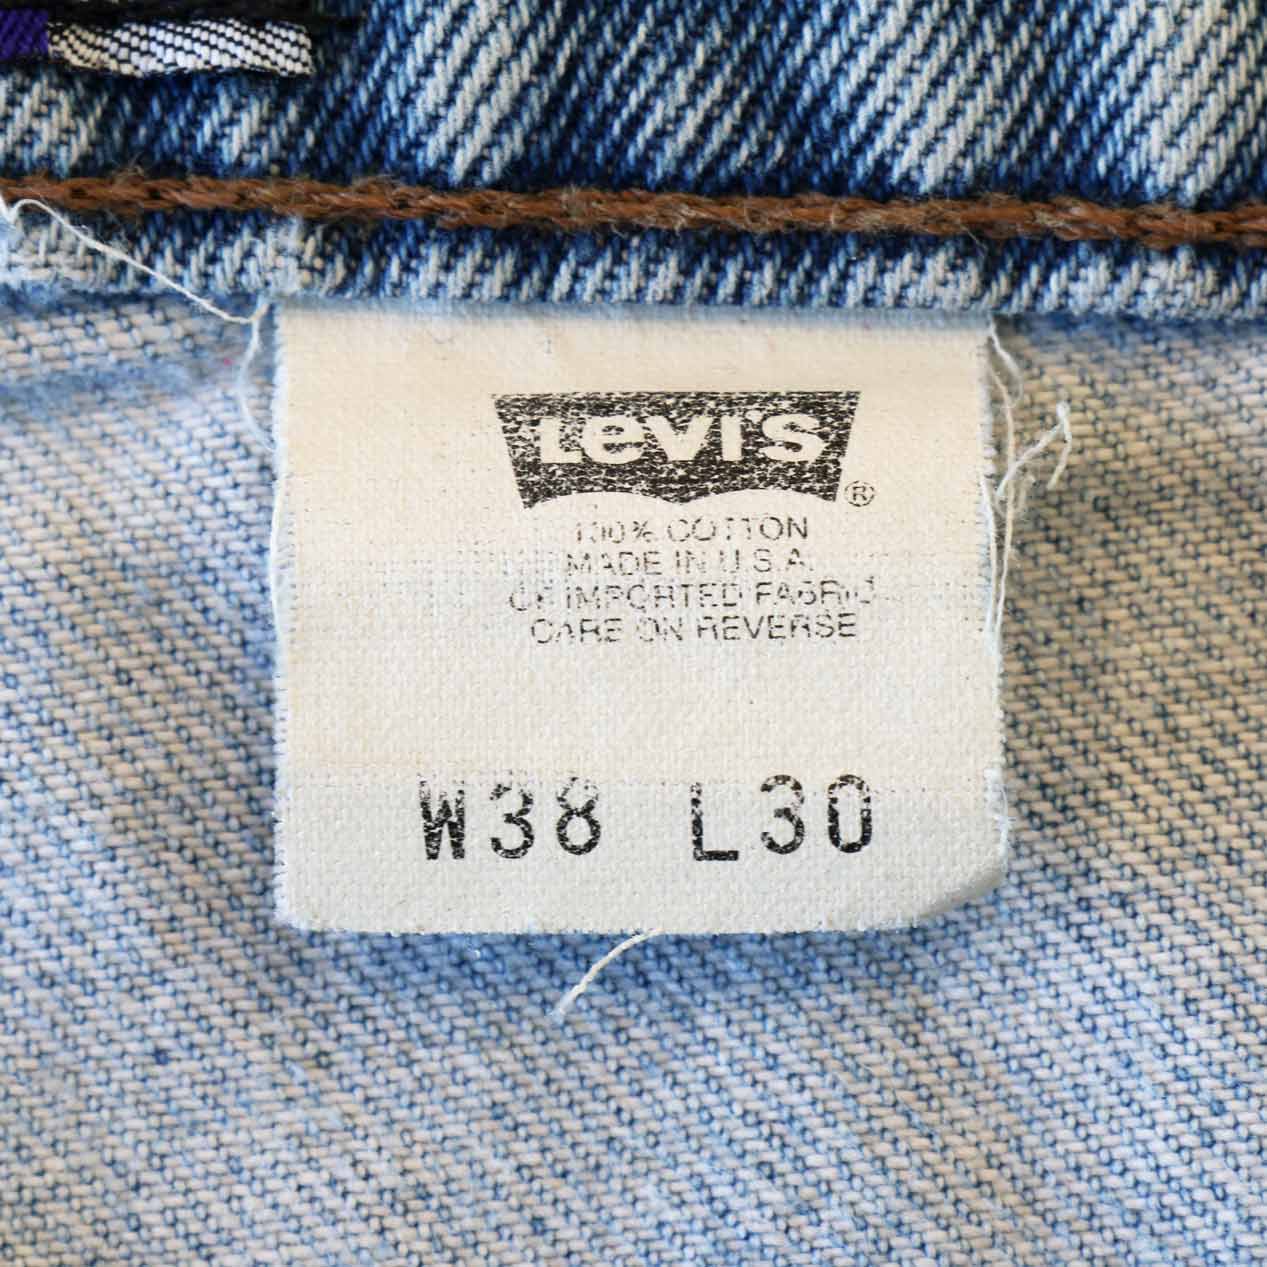 Levi's ®
100% COTTON
MADE IN U.S.A.
OF IMPORTED FABRIC
CARE ON REVERSE
W38 L30